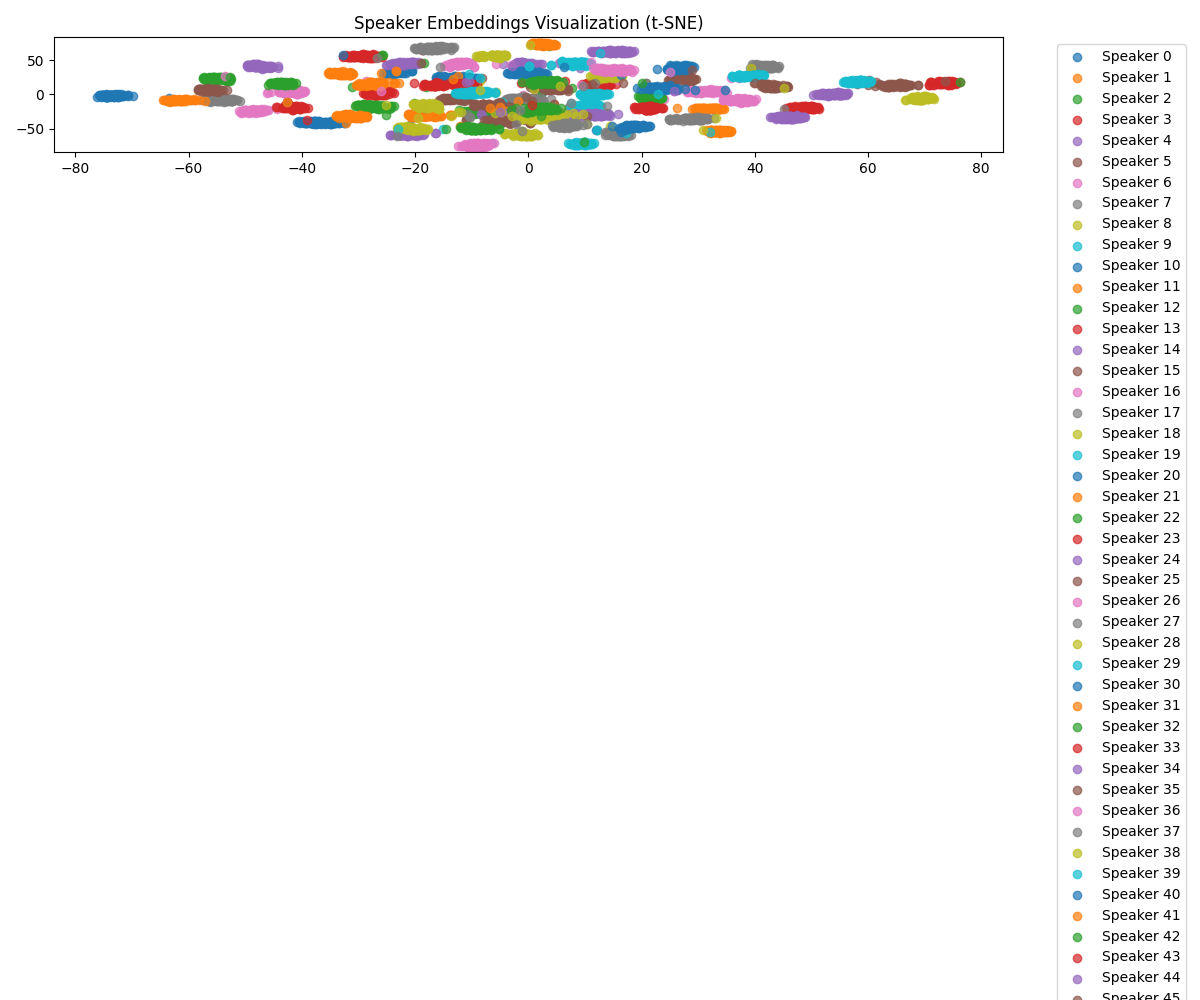 Speaker Embeddings Visualization (t-SNE)
50
0
−50
−80
−60
−40
−20
0
20
40
60
80
Speaker 0
Speaker 1
Speaker 2
Speaker 3
Speaker 4
Speaker 5
Speaker 6
Speaker 7
Speaker 8
Speaker 9
Speaker 10
Speaker 11
Speaker 12
Speaker 13
Speaker 14
Speaker 15
Speaker 16
Speaker 17
Speaker 18
Speaker 19
Speaker 20
Speaker 21
Speaker 22
Speaker 23
Speaker 24
Speaker 25
Speaker 26
Speaker 27
Speaker 28
Speaker 29
Speaker 30
Speaker 31
Speaker 32
Speaker 33
Speaker 34
Speaker 35
Speaker 36
Speaker 37
Speaker 38
Speaker 39
Speaker 40
Speaker 41
Speaker 42
Speaker 43
Speaker 44
Speaker 45